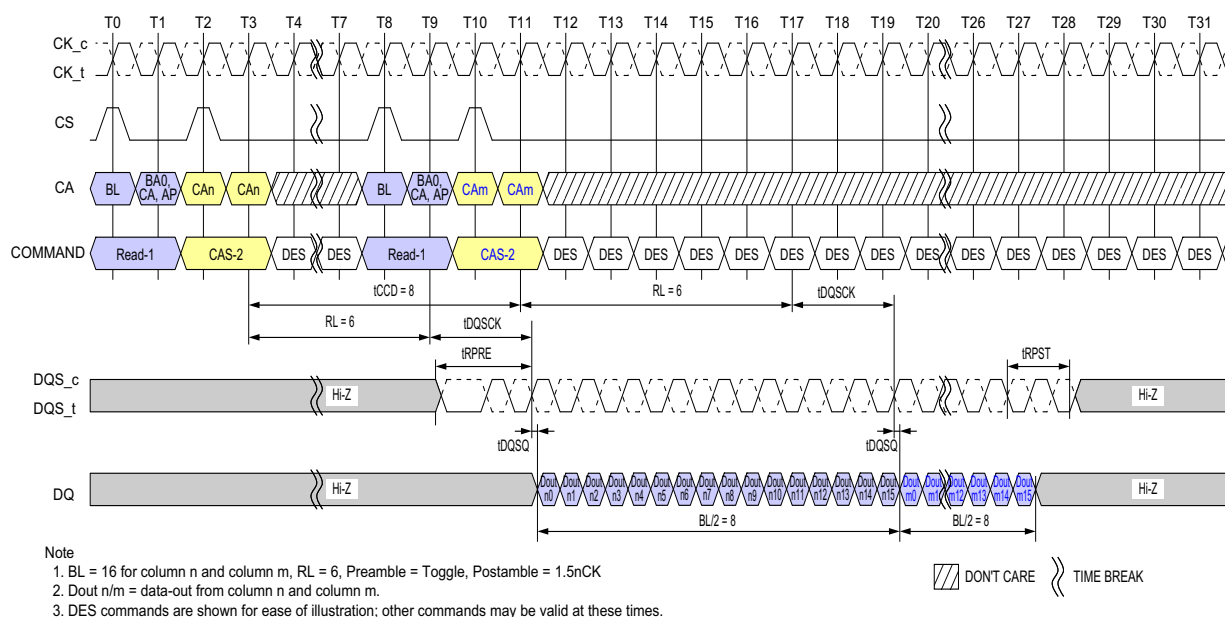 T0 T1 T2 T3 T4 T7 T8 T9 T10 T11 T12 T13 T14 T15 T16 T17 T18 T19 T20 T25 T26 T27 T28 T29 T30 T31
CK_c
CK_t
CS
CA
BL BA0, CA, AP CAn CAn BL BA0, CA, AP CAm CAm
COMMAND
Read-1 CAS-2 DES DES Read-1 CAS-2 DES DES DES DES DES DES DES DES DES DES DES DES DES DES DES
tCCD = 8 RL = 6 tDQSCK
RL = 6 tDQSCK
tRPRE tRPST
DQS_c
DQS_t
Hi-Z Hi-Z
tDQSQ tDQSQ
DQ
Hi-Z Dout n0 Dout n1 Dout n2 Dout n3 Dout n4 Dout n5 Dout n6 Dout n7 Dout n8 Dout n9 Dout n10 Dout n11 Dout n12 Dout n13 Dout n14 Dout n15 Dout m0 Dout m1 Dout m12 Dout m13 Dout m14 Dout m15 Hi-Z
BL/2 = 8 BL/2 = 8
Note
1. BL = 16 for column n and column m, RL = 6, Preamble = Toggle, Postamble = 1.5nCK
2. Dout n/m = data-out from column n and column m.
3. DES commands are shown for ease of illustration; other commands may be valid at these times.
DON'T CARE
TIME BREAK